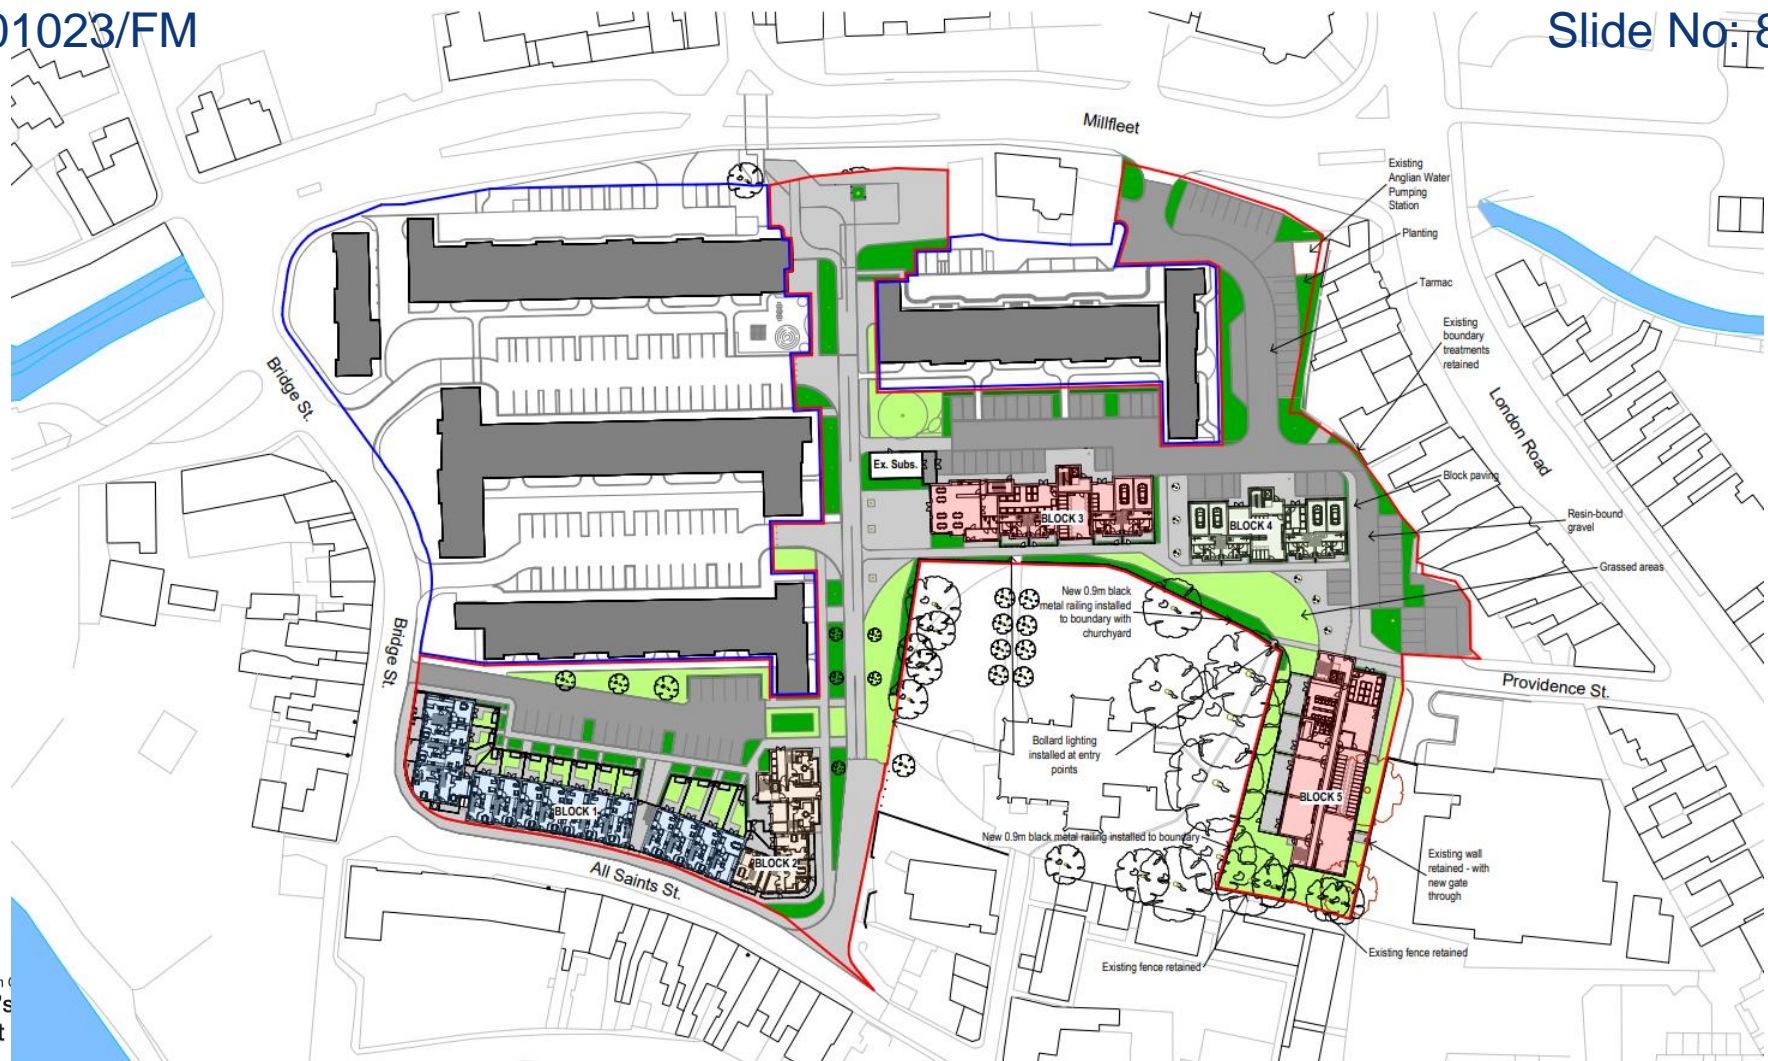 01023/FM
Slide No: 8
Millfleet
Existing
Anglian Water
Pumping
Station
Planting
Tarmac
Existing
boundary
treatments
retained
Bridge St.
London Road
Ex. Subs.
Block paving
BLOCK 3
BLOCK 4
Resin-bound
gravel
Grassed areas
New 0.9m black
metal railing installed
to boundary with
churchyard
Bridge St.
Providence St.
Bollard lighting
installed at entry
points
BLOCK 1
BLOCK 5
New 0.9m black metal railing installed to boundary
BLOCK 2
All Saints St.
Existing wall
retained - with
new gate
through
Existing fence retained
Existing fence retained
's
t